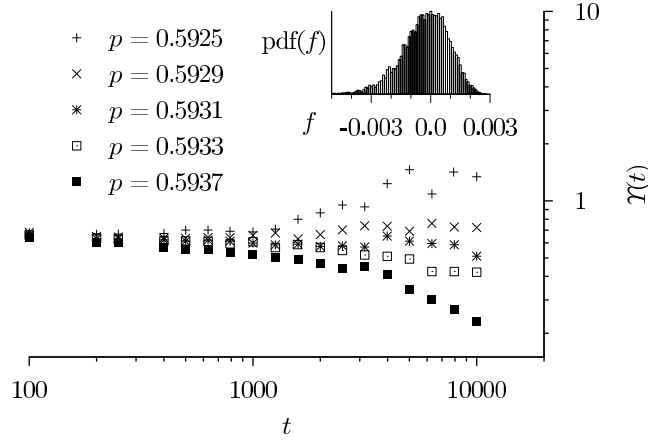 p = 0.5925
p = 0.5929
p = 0.5931
p = 0.5933
p = 0.5937
pdf(f)
f
-0.003 0.0 0.003
10
1
ϒ(t)
100 1000 10000
t